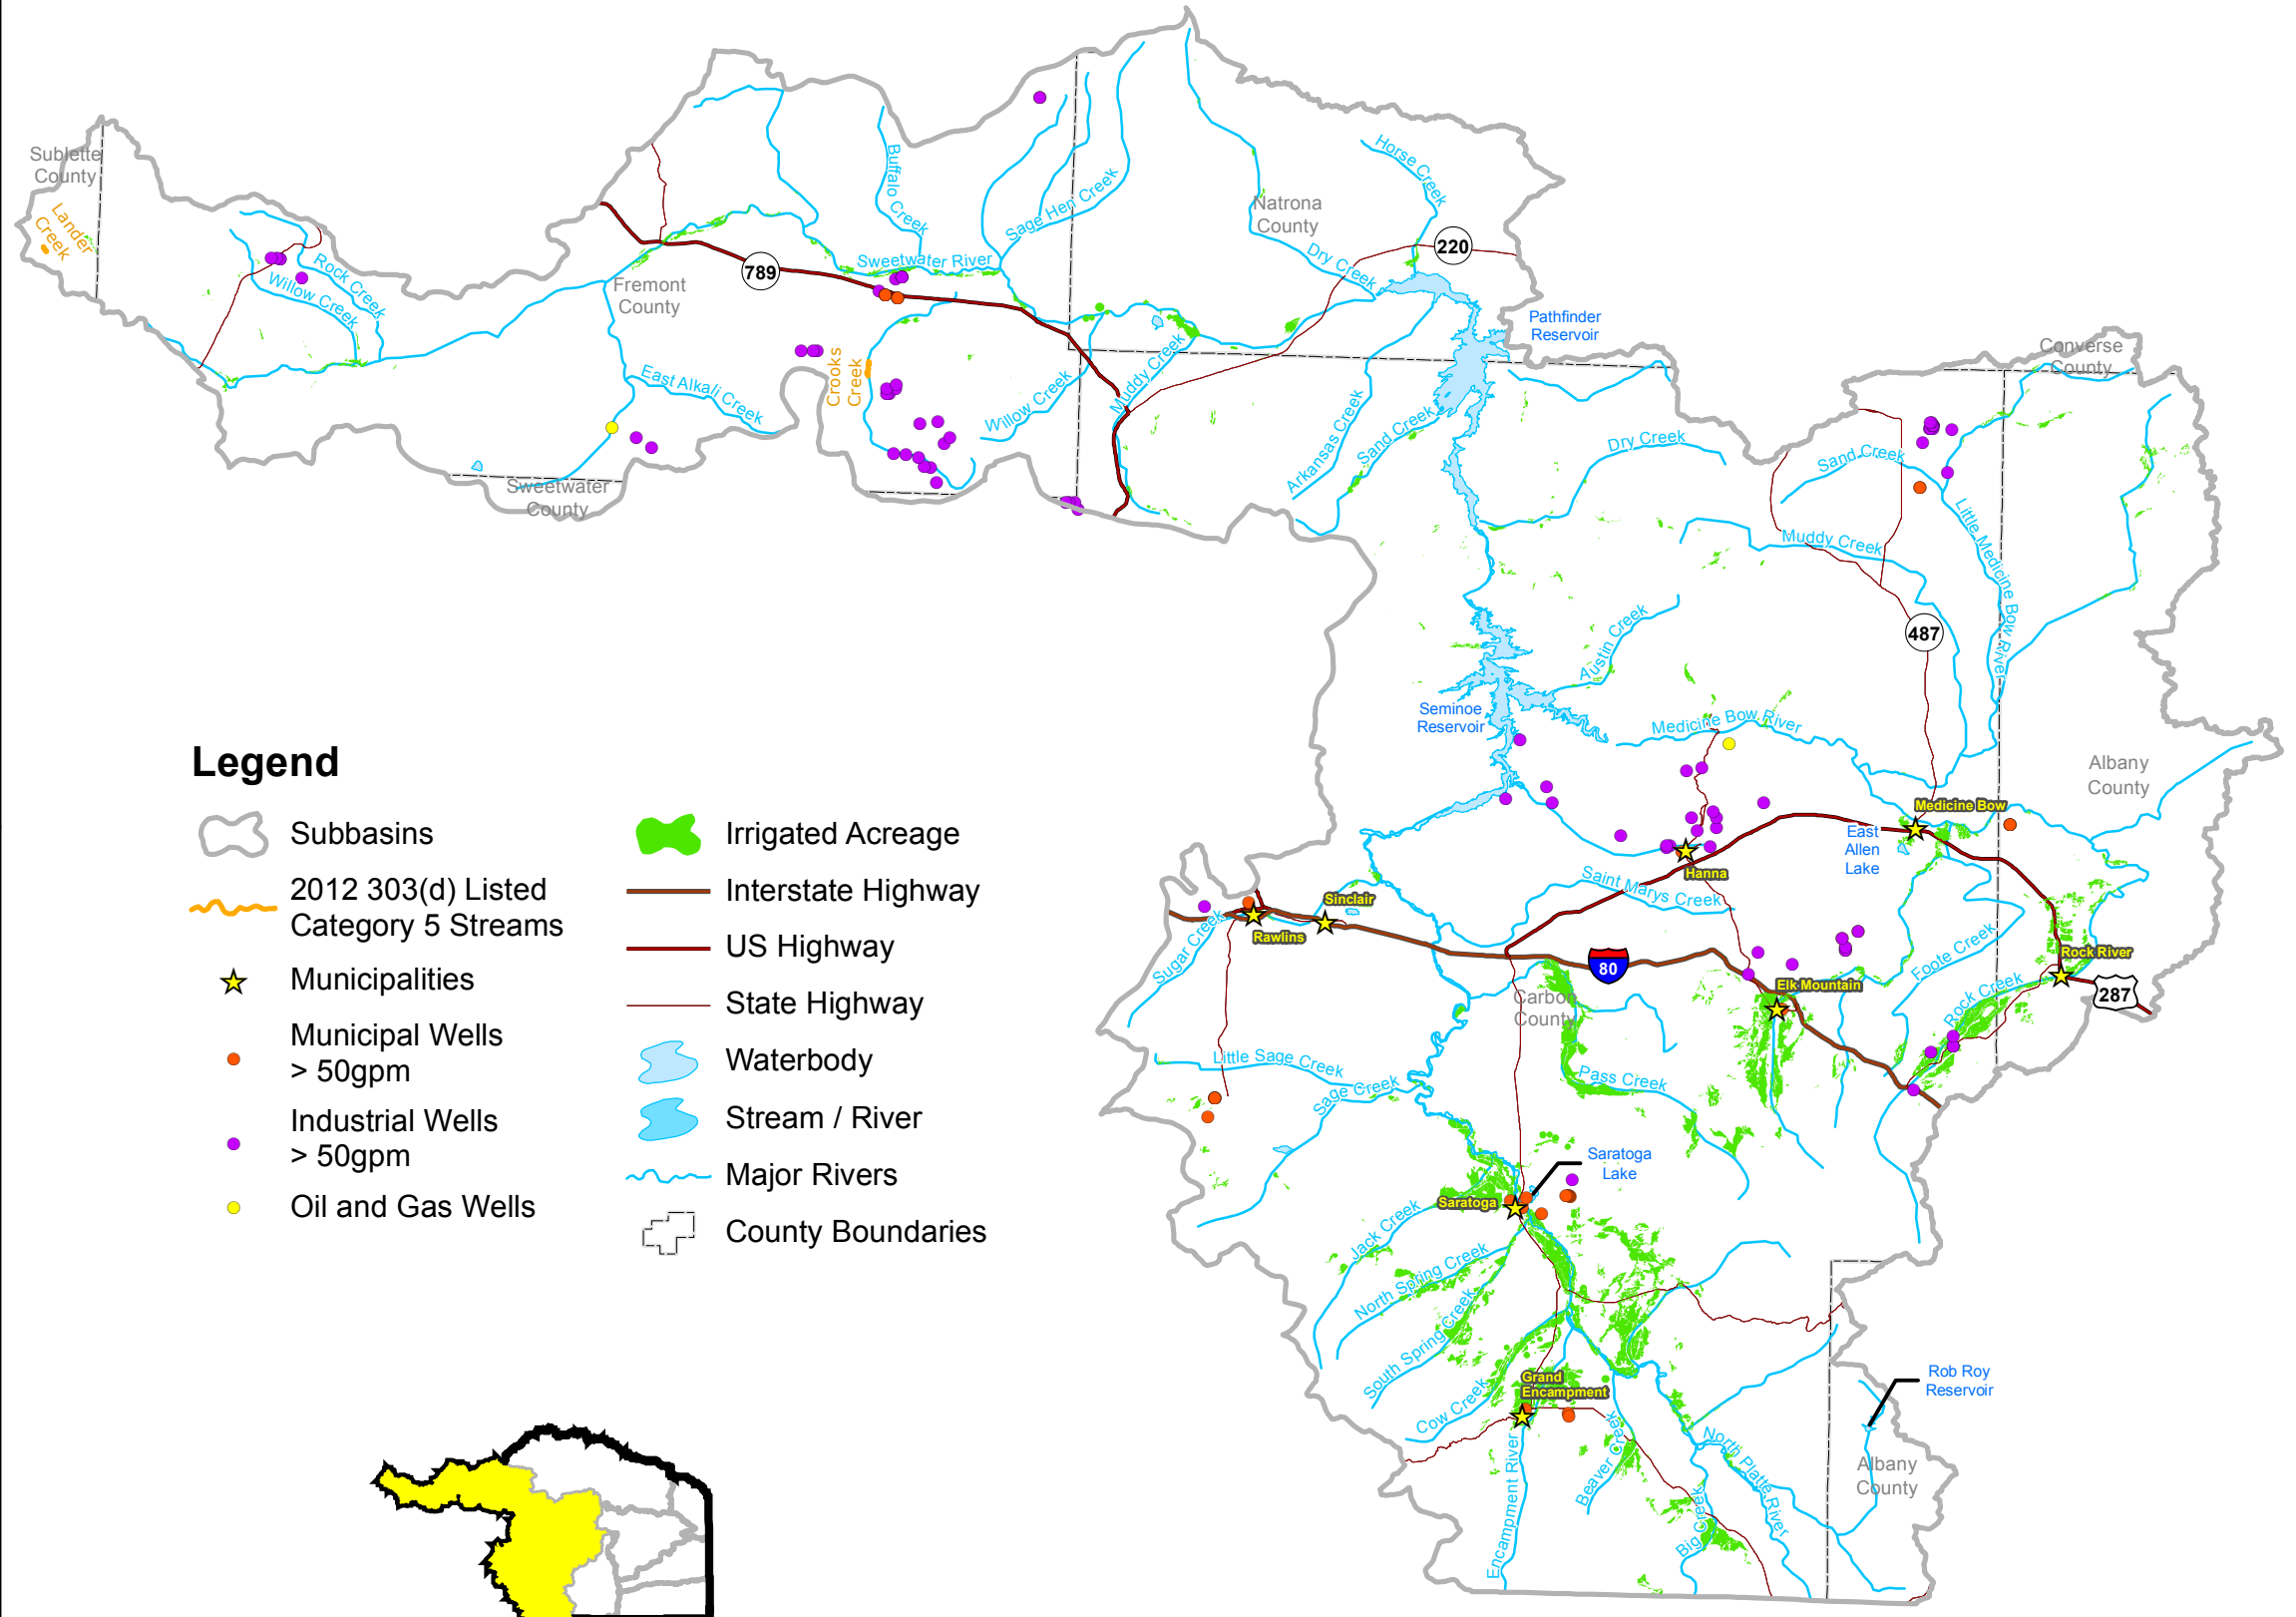 Sublette
County
Lander
Creek
Rock Creek
Willow Creek
Buffalo Creek
Sage Hen Creek
Sweetwater River
789
Fremont
County
East Alkali Creek
Crooks
Creek
Willow Creek
Muddy Creek
Sweetwater
County
Natrona
County
Horse Creek
Dry Creek
220
Pathfinder
Reservoir
Arkansas Creek
Sand Creek
Converse
County
Dry Creek
Sand Creek
Little Medicine Bow River
Muddy Creek
487
Austin Creek
Seminoe
Reservoir
Medicine Bow River
Albany
County
Medicine Bow
East
Allen
Lake
Hanna
Saint Marys Creek
Sinclair
Rawlins
Sugar Creek
80
Carbon
County
Elk Mountain
Foote Creek
Rock Creek
Rock River
287
Little Sage Creek
Sage Creek
Pass Creek
Saratoga
Lake
Saratoga
Jack Creek
North Spring Creek
South Spring Creek
Cow Creek
Grand
Encampment
Encampment River
Beaver Creek
Big Creek
North Platte River
Rob Roy
Reservoir
Albany
County
Legend
Subbasins
2012 303(d) Listed
Category 5 Streams
Municipalities
Municipal Wells
> 50gpm
Industrial Wells
> 50gpm
Oil and Gas Wells
Irrigated Acreage
Interstate Highway
US Highway
State Highway
Waterbody
Stream / River
Major Rivers
County Boundaries